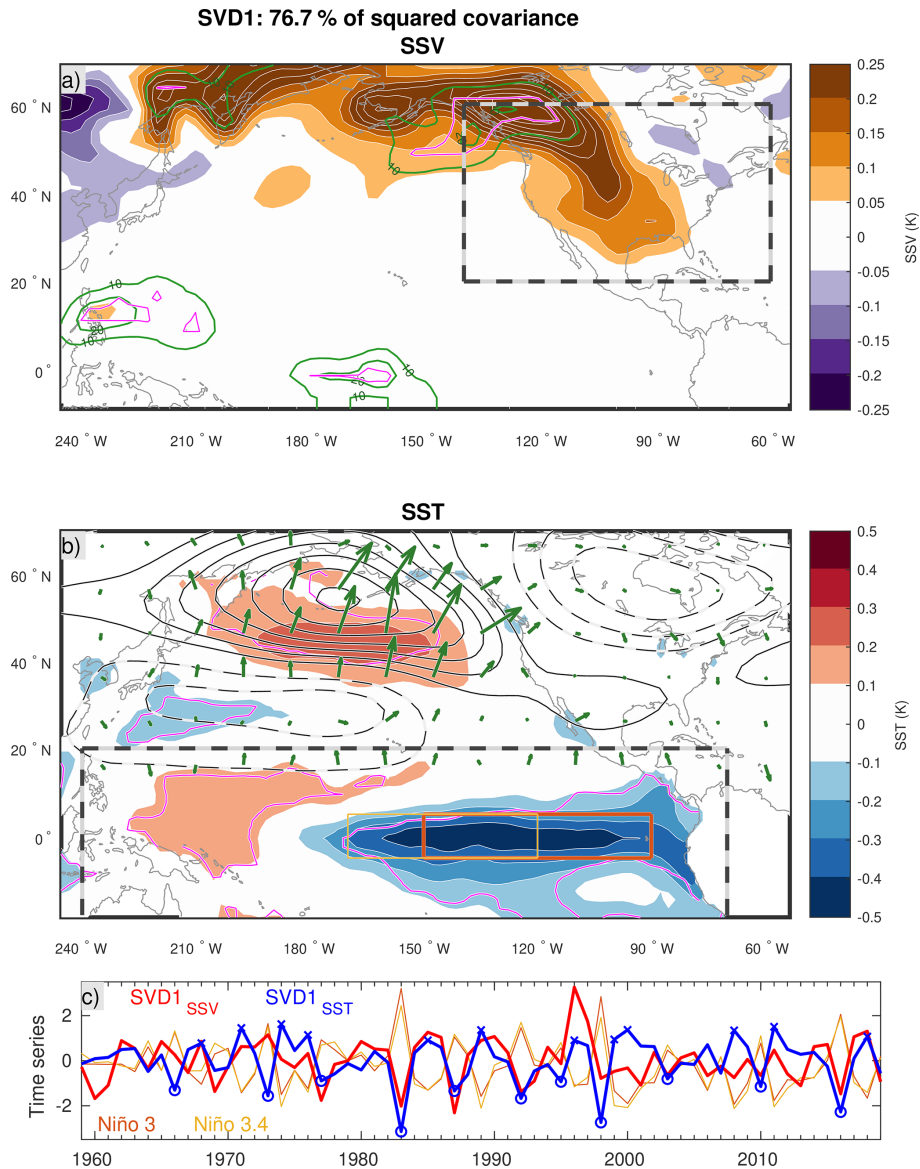 SVD1: 76.7 % of squared covariance
SSV
a)
60 ° N
40 ° N
20 ° N
0 °
240 ° W 210 ° W 180 ° W 150 ° W 120 ° W 90 ° W 60 ° W
10
10
10
20
10
10
0.25
0.2
0.15
0.1
0.05
0
-0.05
-0.1
-0.15
-0.2
-0.25
SSV (K)
SST
b)
60 ° N
40 ° N
20 ° N
0 °
240 ° W 210 ° W 180 ° W 150 ° W 120 ° W 90 ° W 60 ° W
0.5
0.4
0.3
0.2
0.1
0
-0.1
-0.2
-0.3
-0.4
-0.5
SST (K)
c)
SVD1 SSV SVD1 SST
2
0
-2
Time series
Niño 3 Niño 3.4
1960 1970 1980 1990 2000 2010